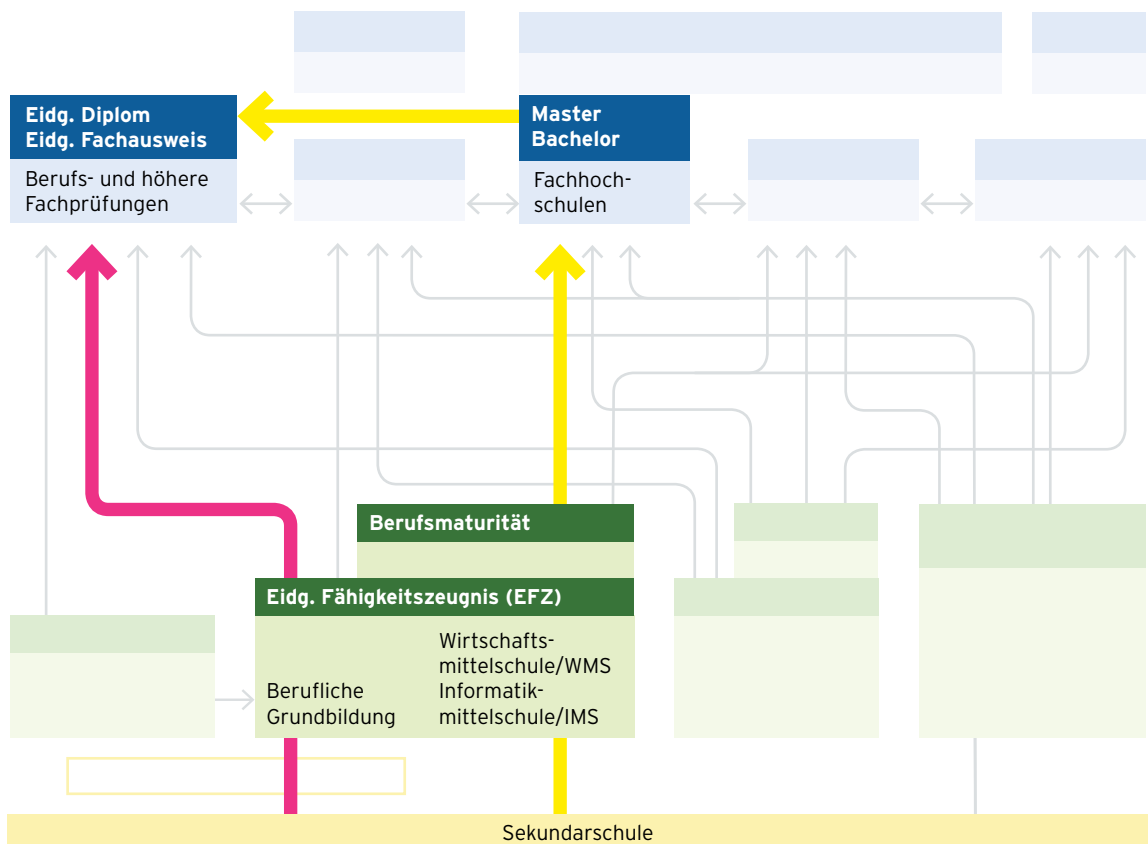 Eidg. Diplom
Eidg. Fachausweis
Berufs- und höhere
Fachprüfungen
Master
Bachelor
Fachhoch-
schulen
Berufsmaturität
Eidg. Fähigkeitszeugnis (EFZ)
Berufliche
Grundbildung
Wirtschafts-
mittelschule/WMS
Informatik-
mittelschule/IMS
Sekundarschule